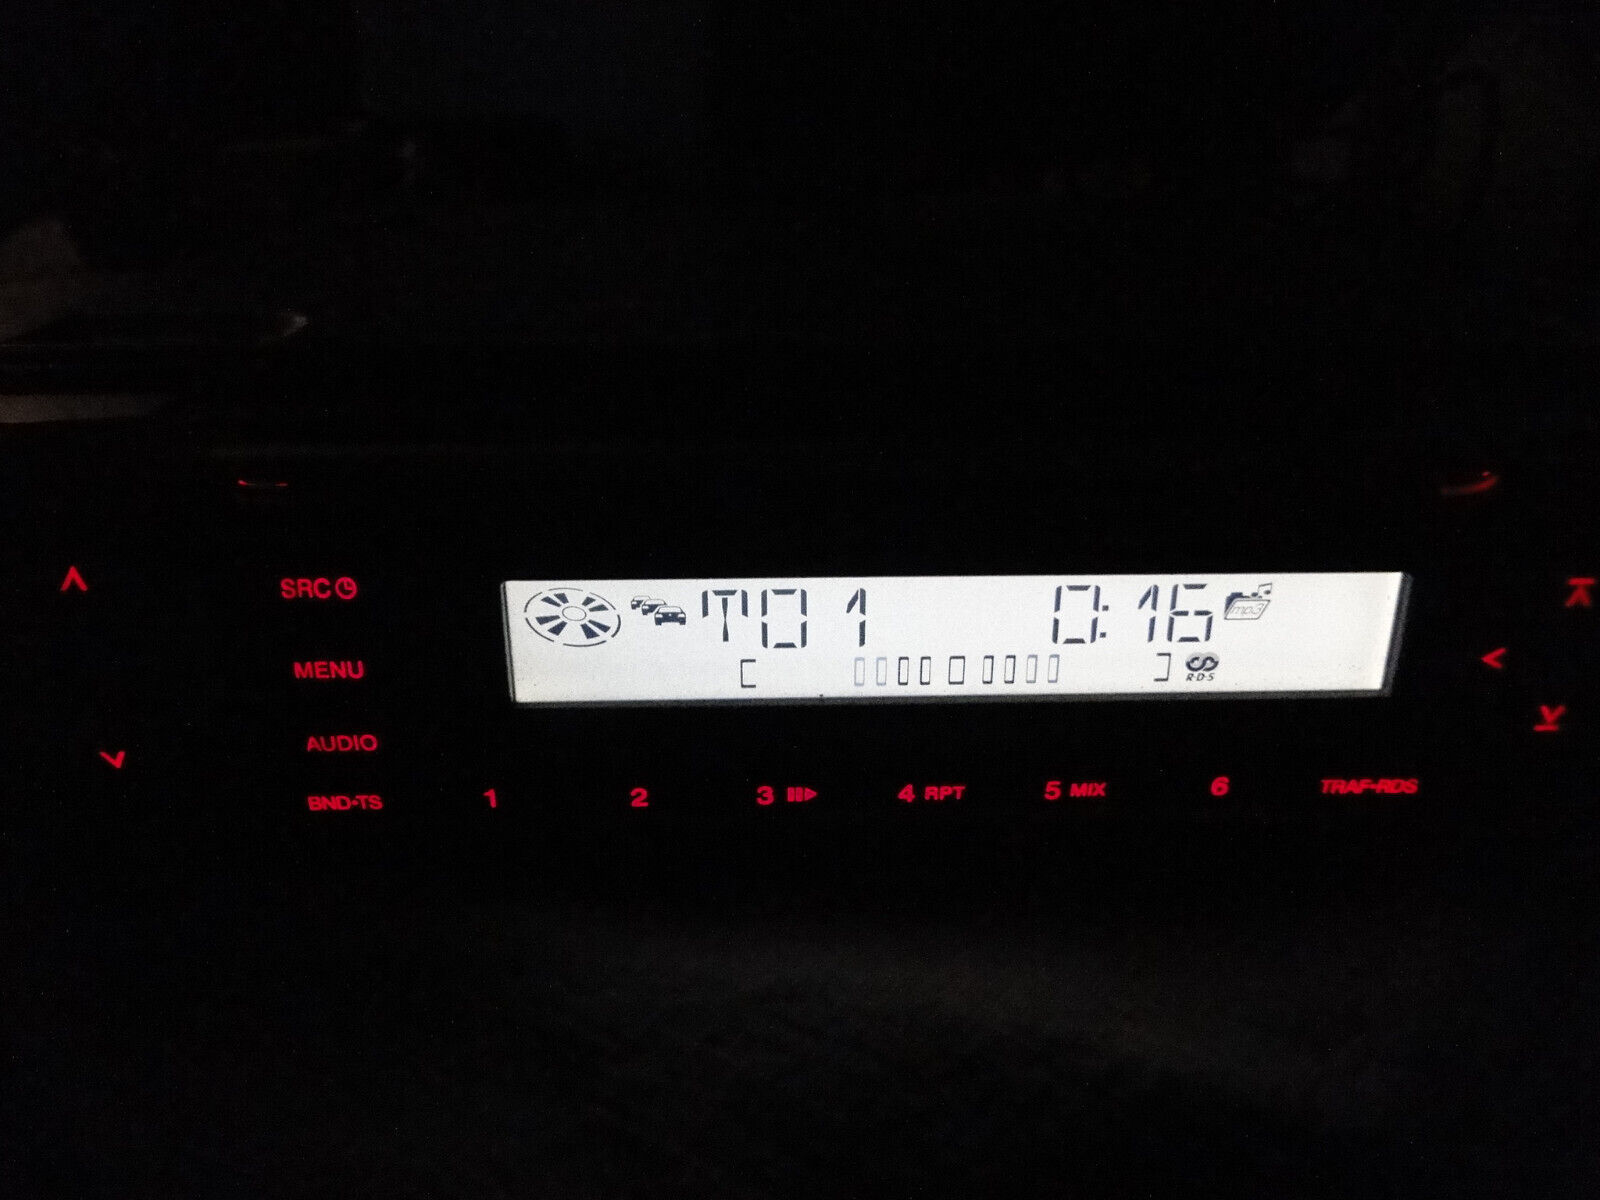 SRC
T01 0:16 mp3
MENU
R·D·S
AUDIO
BND•TS 1 2 3 4 RPT 5 MIX 6 TRAF-RDS